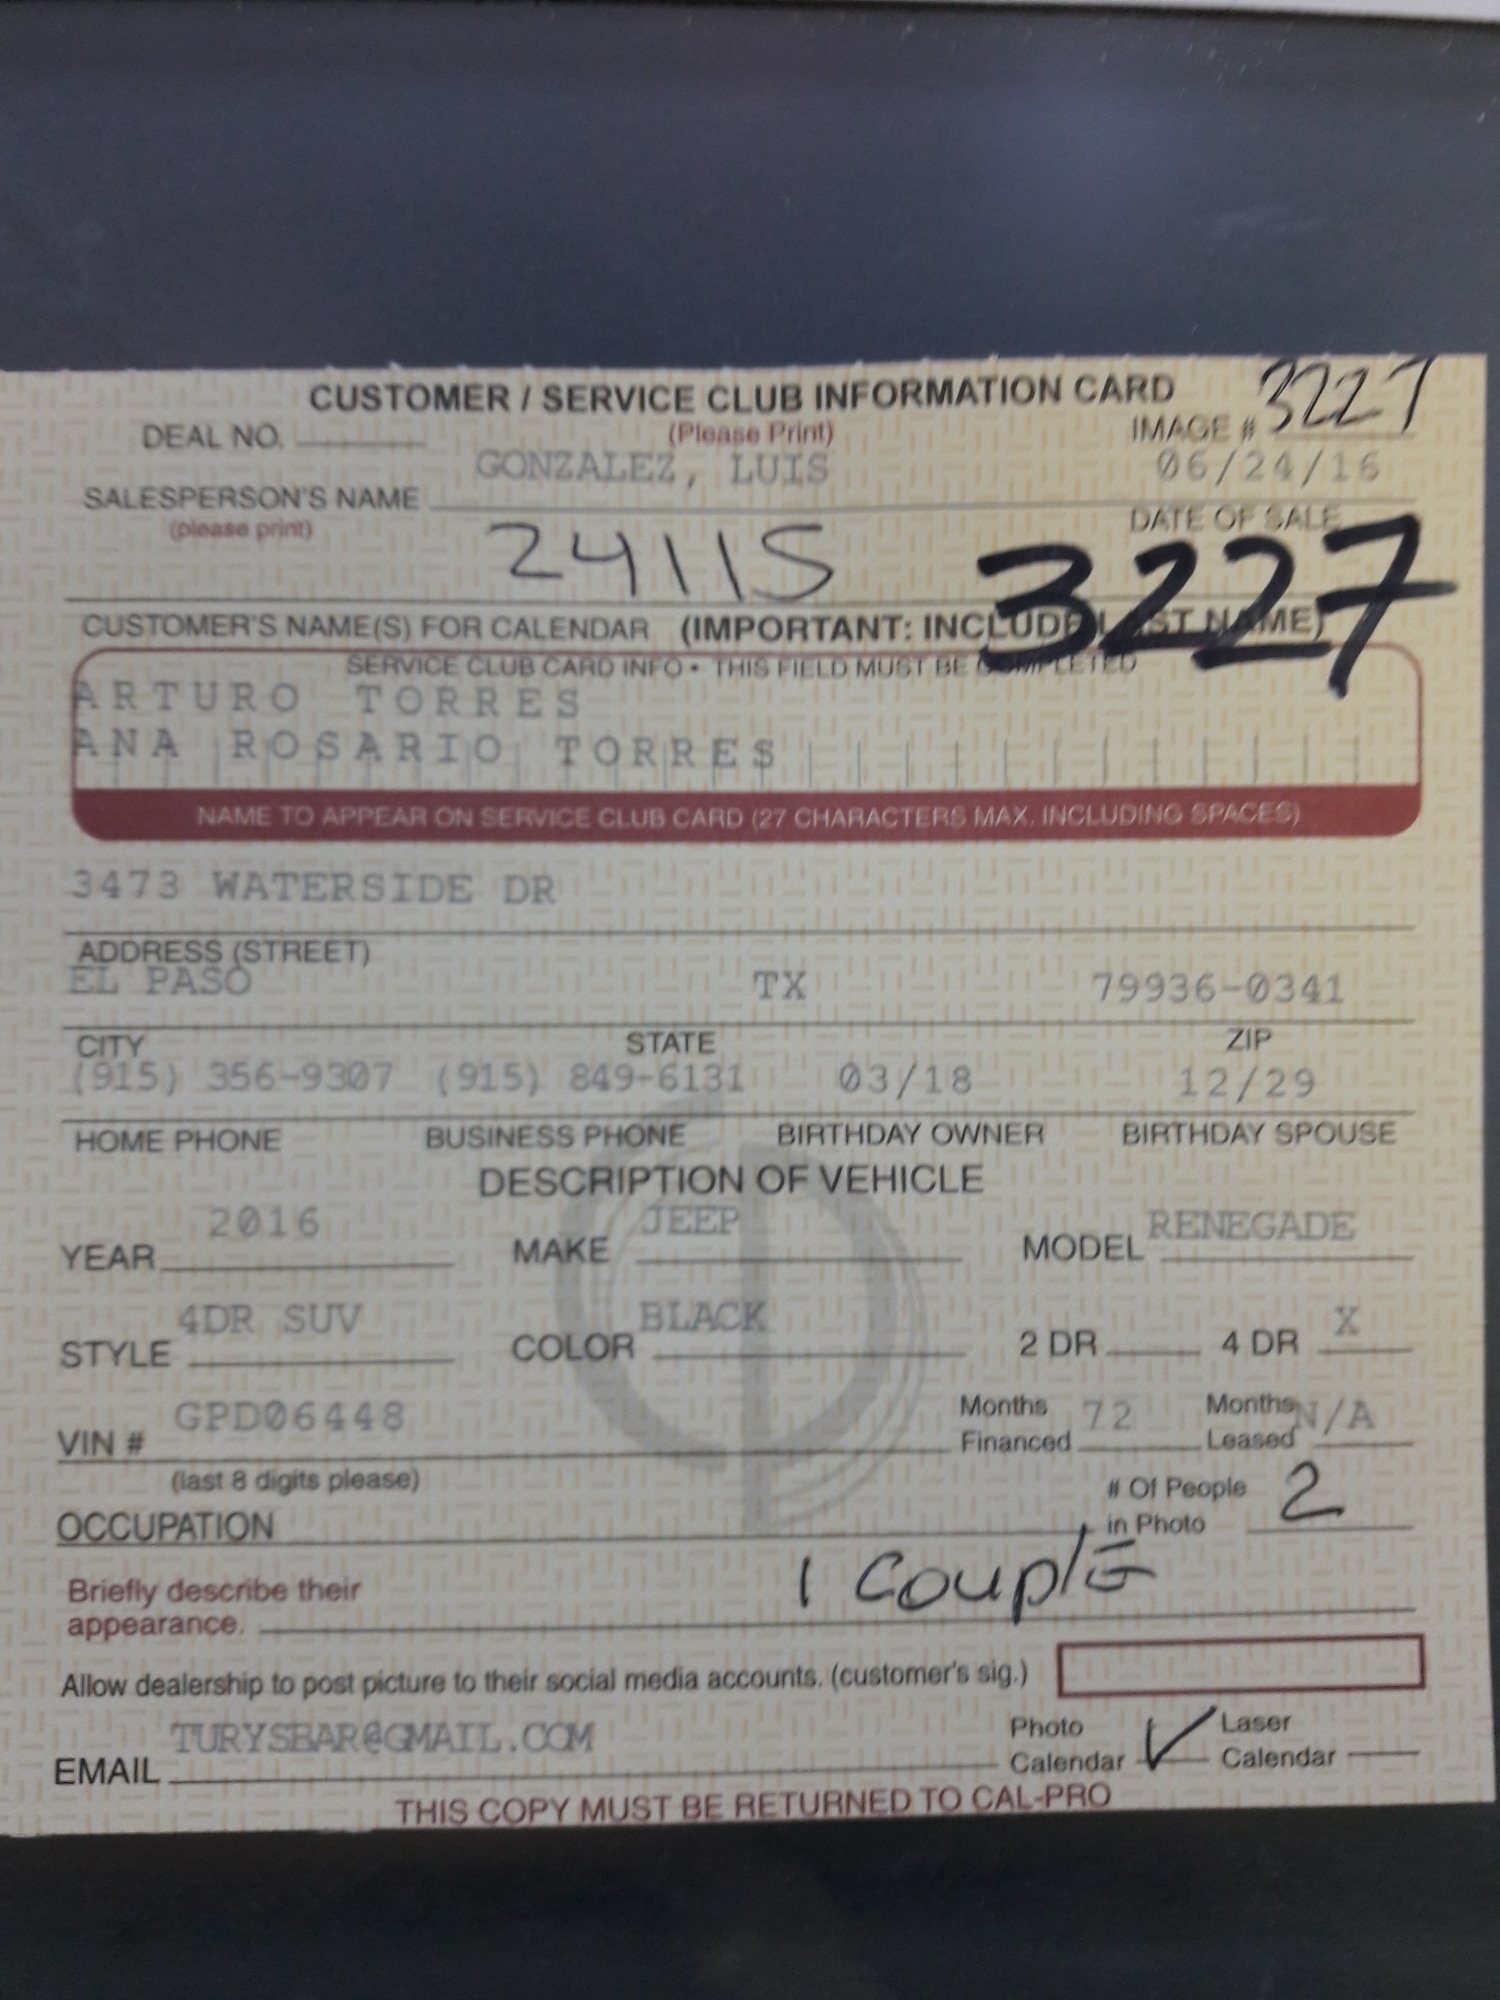 CUSTOMER / SERVICE CLUB INFORMATION CARD
(Please Print)
DEAL NO.
IMAGE # 3227
GONZALEZ, LUIS 06/24/16
SALESPERSON'S NAME
(please print)
DATE OF SALE
24115 3227
CUSTOMER'S NAME(S) FOR CALENDAR (IMPORTANT: INCLUDE LAST NAME)
SERVICE CLUB CARD INFO • THIS FIELD MUST BE COMPLETED
ARTURO TORRES
ANA ROSARIO TORRES
NAME TO APPEAR ON SERVICE CLUB CARD (27 CHARACTERS MAX. INCLUDING SPACES)
3473 WATERSIDE DR
ADDRESS (STREET)
EL PASO TX 79936-0341
CITY STATE ZIP
(915) 356-9307 (915) 849-6131 03/18 12/29
HOME PHONE BUSINESS PHONE BIRTHDAY OWNER BIRTHDAY SPOUSE
DESCRIPTION OF VEHICLE
YEAR 2016 MAKE JEEP MODEL RENEGADE
STYLE 4DR SUV COLOR BLACK 2 DR 4 DR X
VIN # GPD06448 Months Financed 72 Months Leased N/A
(last 8 digits please)
OCCUPATION # Of People in Photo 2
Briefly describe their appearance. 1 COUPLE
Allow dealership to post picture to their social media accounts. (customer's sig.)
EMAIL TURYSBAR@GMAIL.COM Photo Calendar ✓ Laser Calendar
THIS COPY MUST BE RETURNED TO CAL-PRO